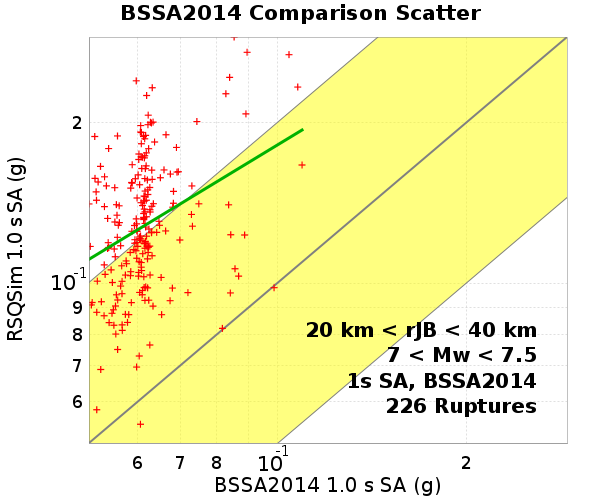 BSSA2014 Comparison Scatter
RSQSim 1.0 s SA (g)
2
10-1
9
8
7
6
20 km < rJB < 40 km
7 < Mw < 7.5
1s SA, BSSA2014
226 Ruptures
6 7 8 10-1 2
BSSA2014 1.0 s SA (g)